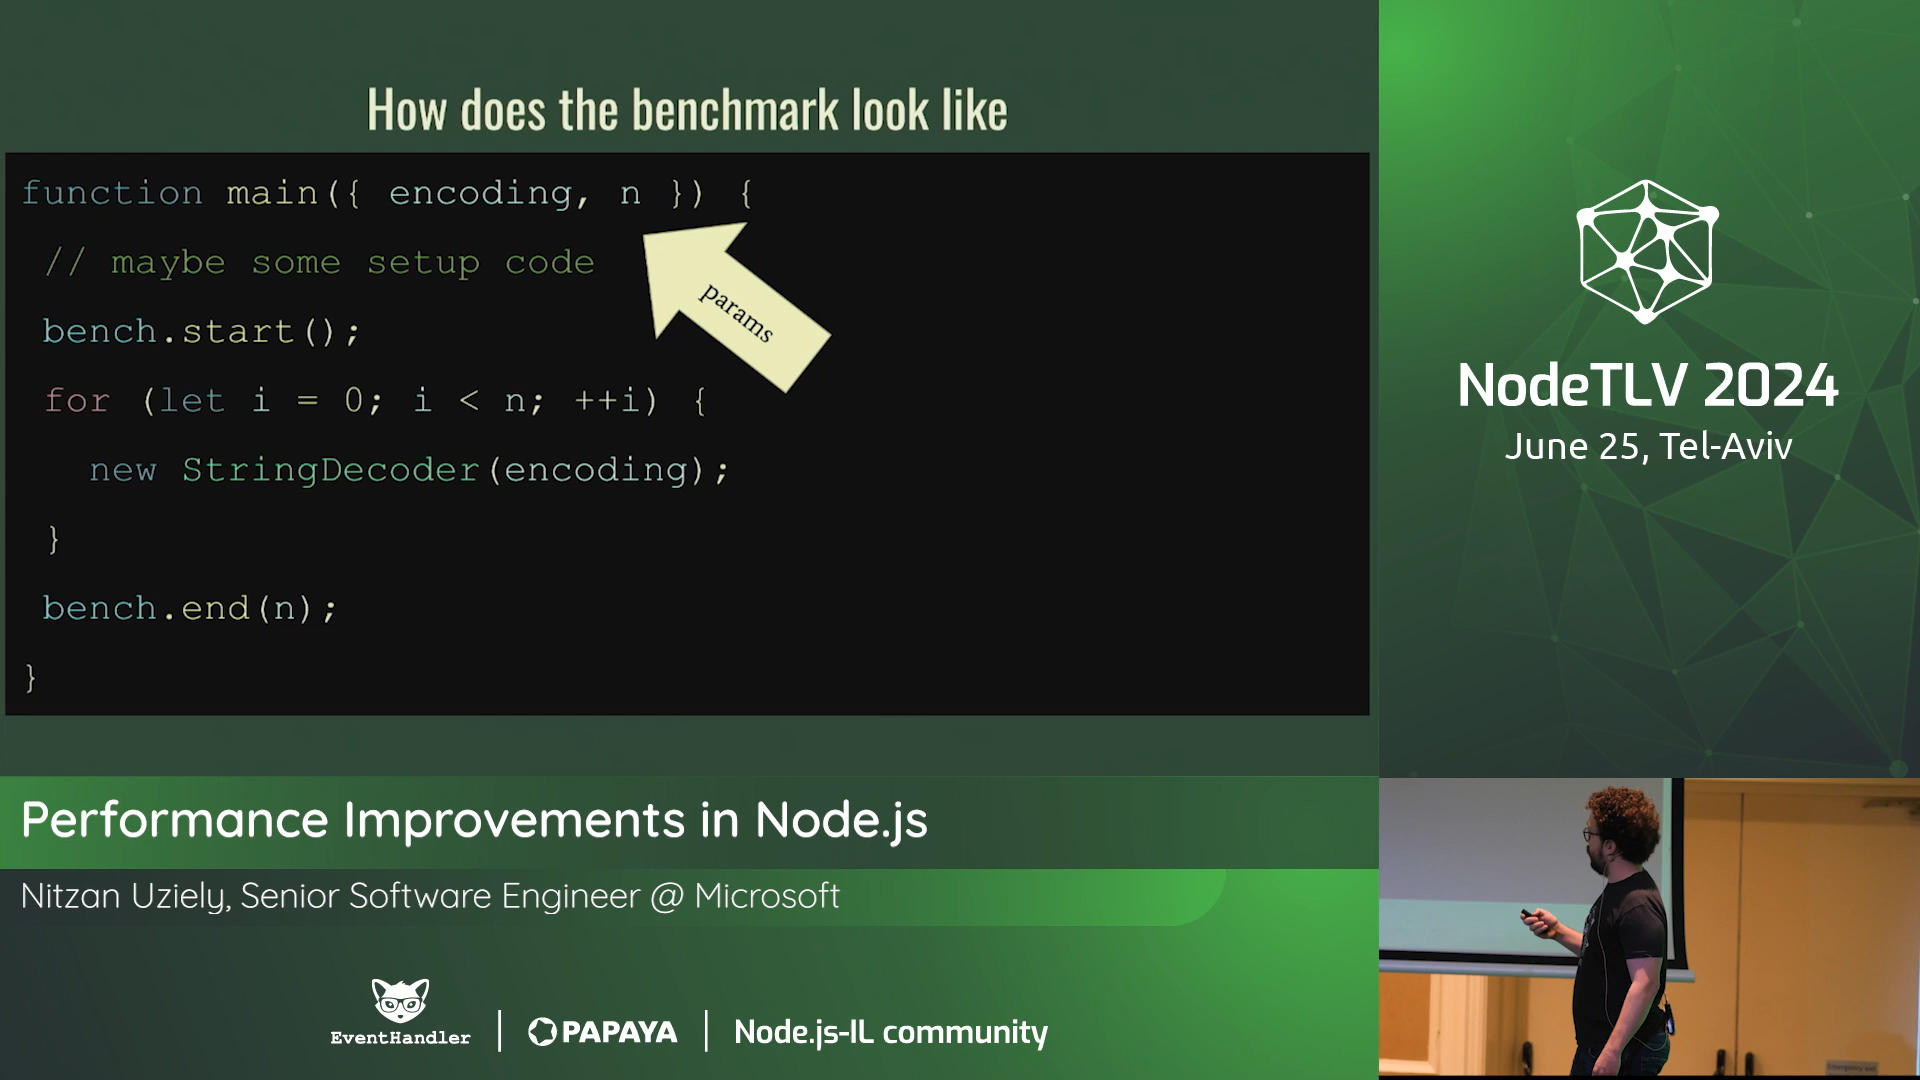 How does the benchmark look like
function main({ encoding, n }) {
// maybe some setup code
params
bench.start();
for (let i = 0; i < n; ++i) {
new StringDecoder(encoding);
}
bench.end(n);
}
NodeTLV 2024
June 25, Tel-Aviv
Performance Improvements in Node.js
Nitzan Uziely, Senior Software Engineer @ Microsoft
EventHandler
PAPAYA
Node.js-IL community